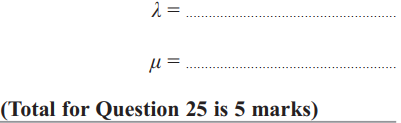 λ = ........................................................
μ = ........................................................
(Total for Question 25 is 5 marks)